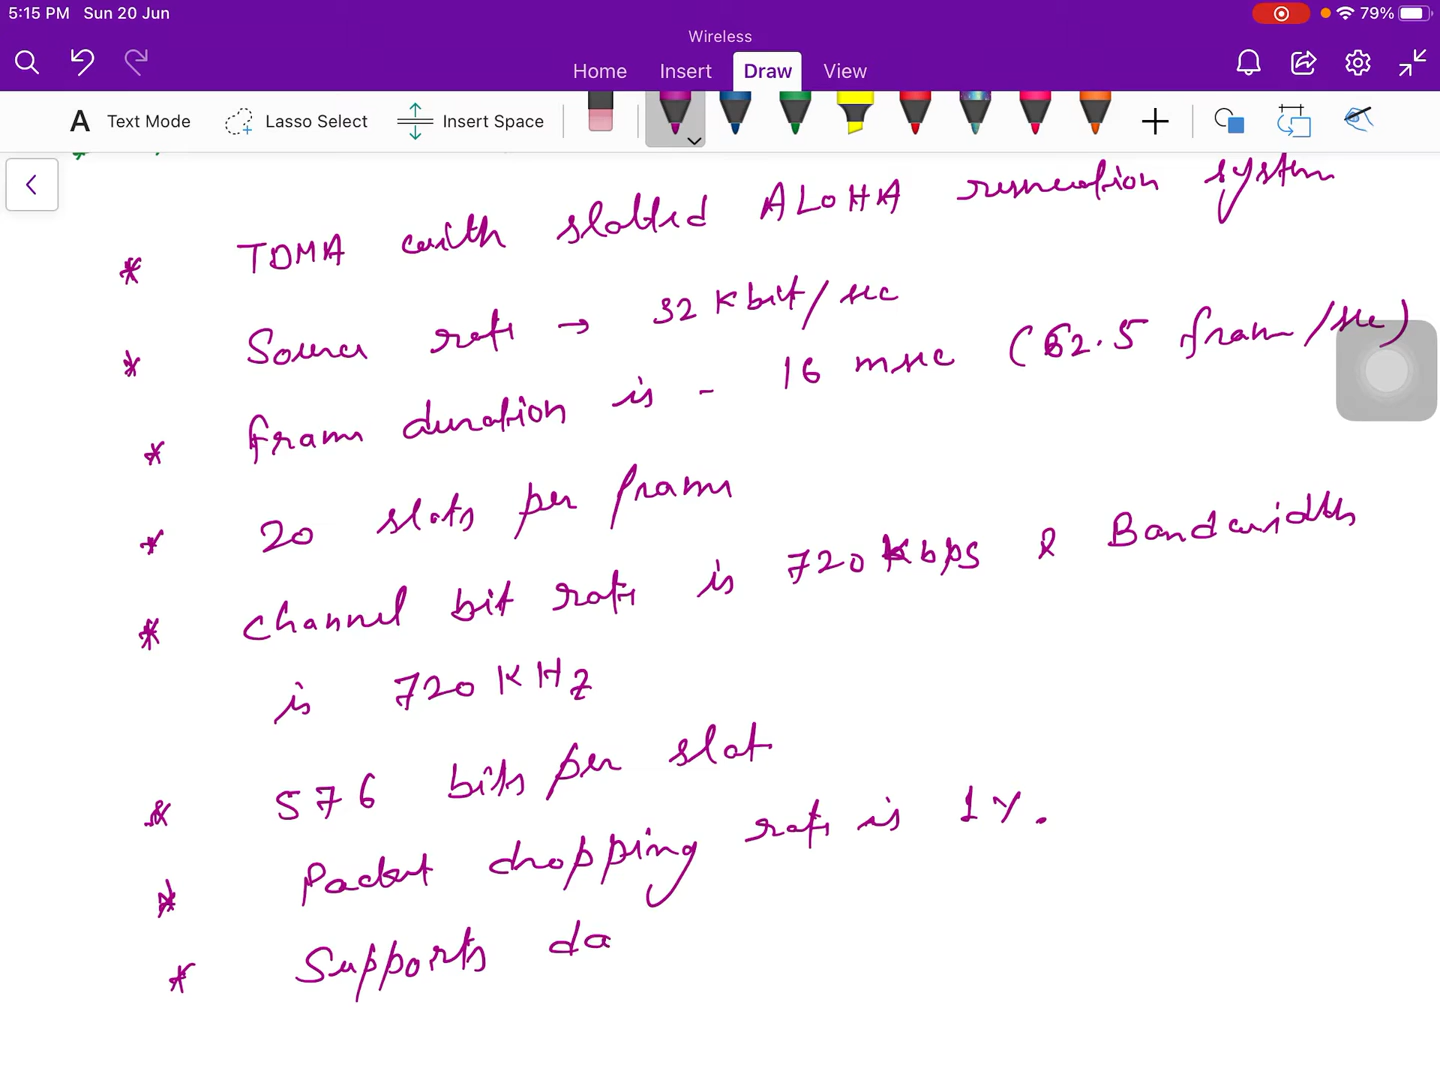 5:15 PM Sun 20 Jun
79%
Wireless
Home Insert Draw View
A Text Mode Lasso Select Insert Space
* TDMA with slotted ALOHA reservation system
* Source rate → 32 Kbit/sec
* frame duration is - 16 msec (62.5 frame/sec)
* 20 slots per frame
* channel bit rate is 720 Kbps & Bandwidth
is 720 KHz
* 576 bits per slot
* Packet dropping rate is 1%.
* Supports da